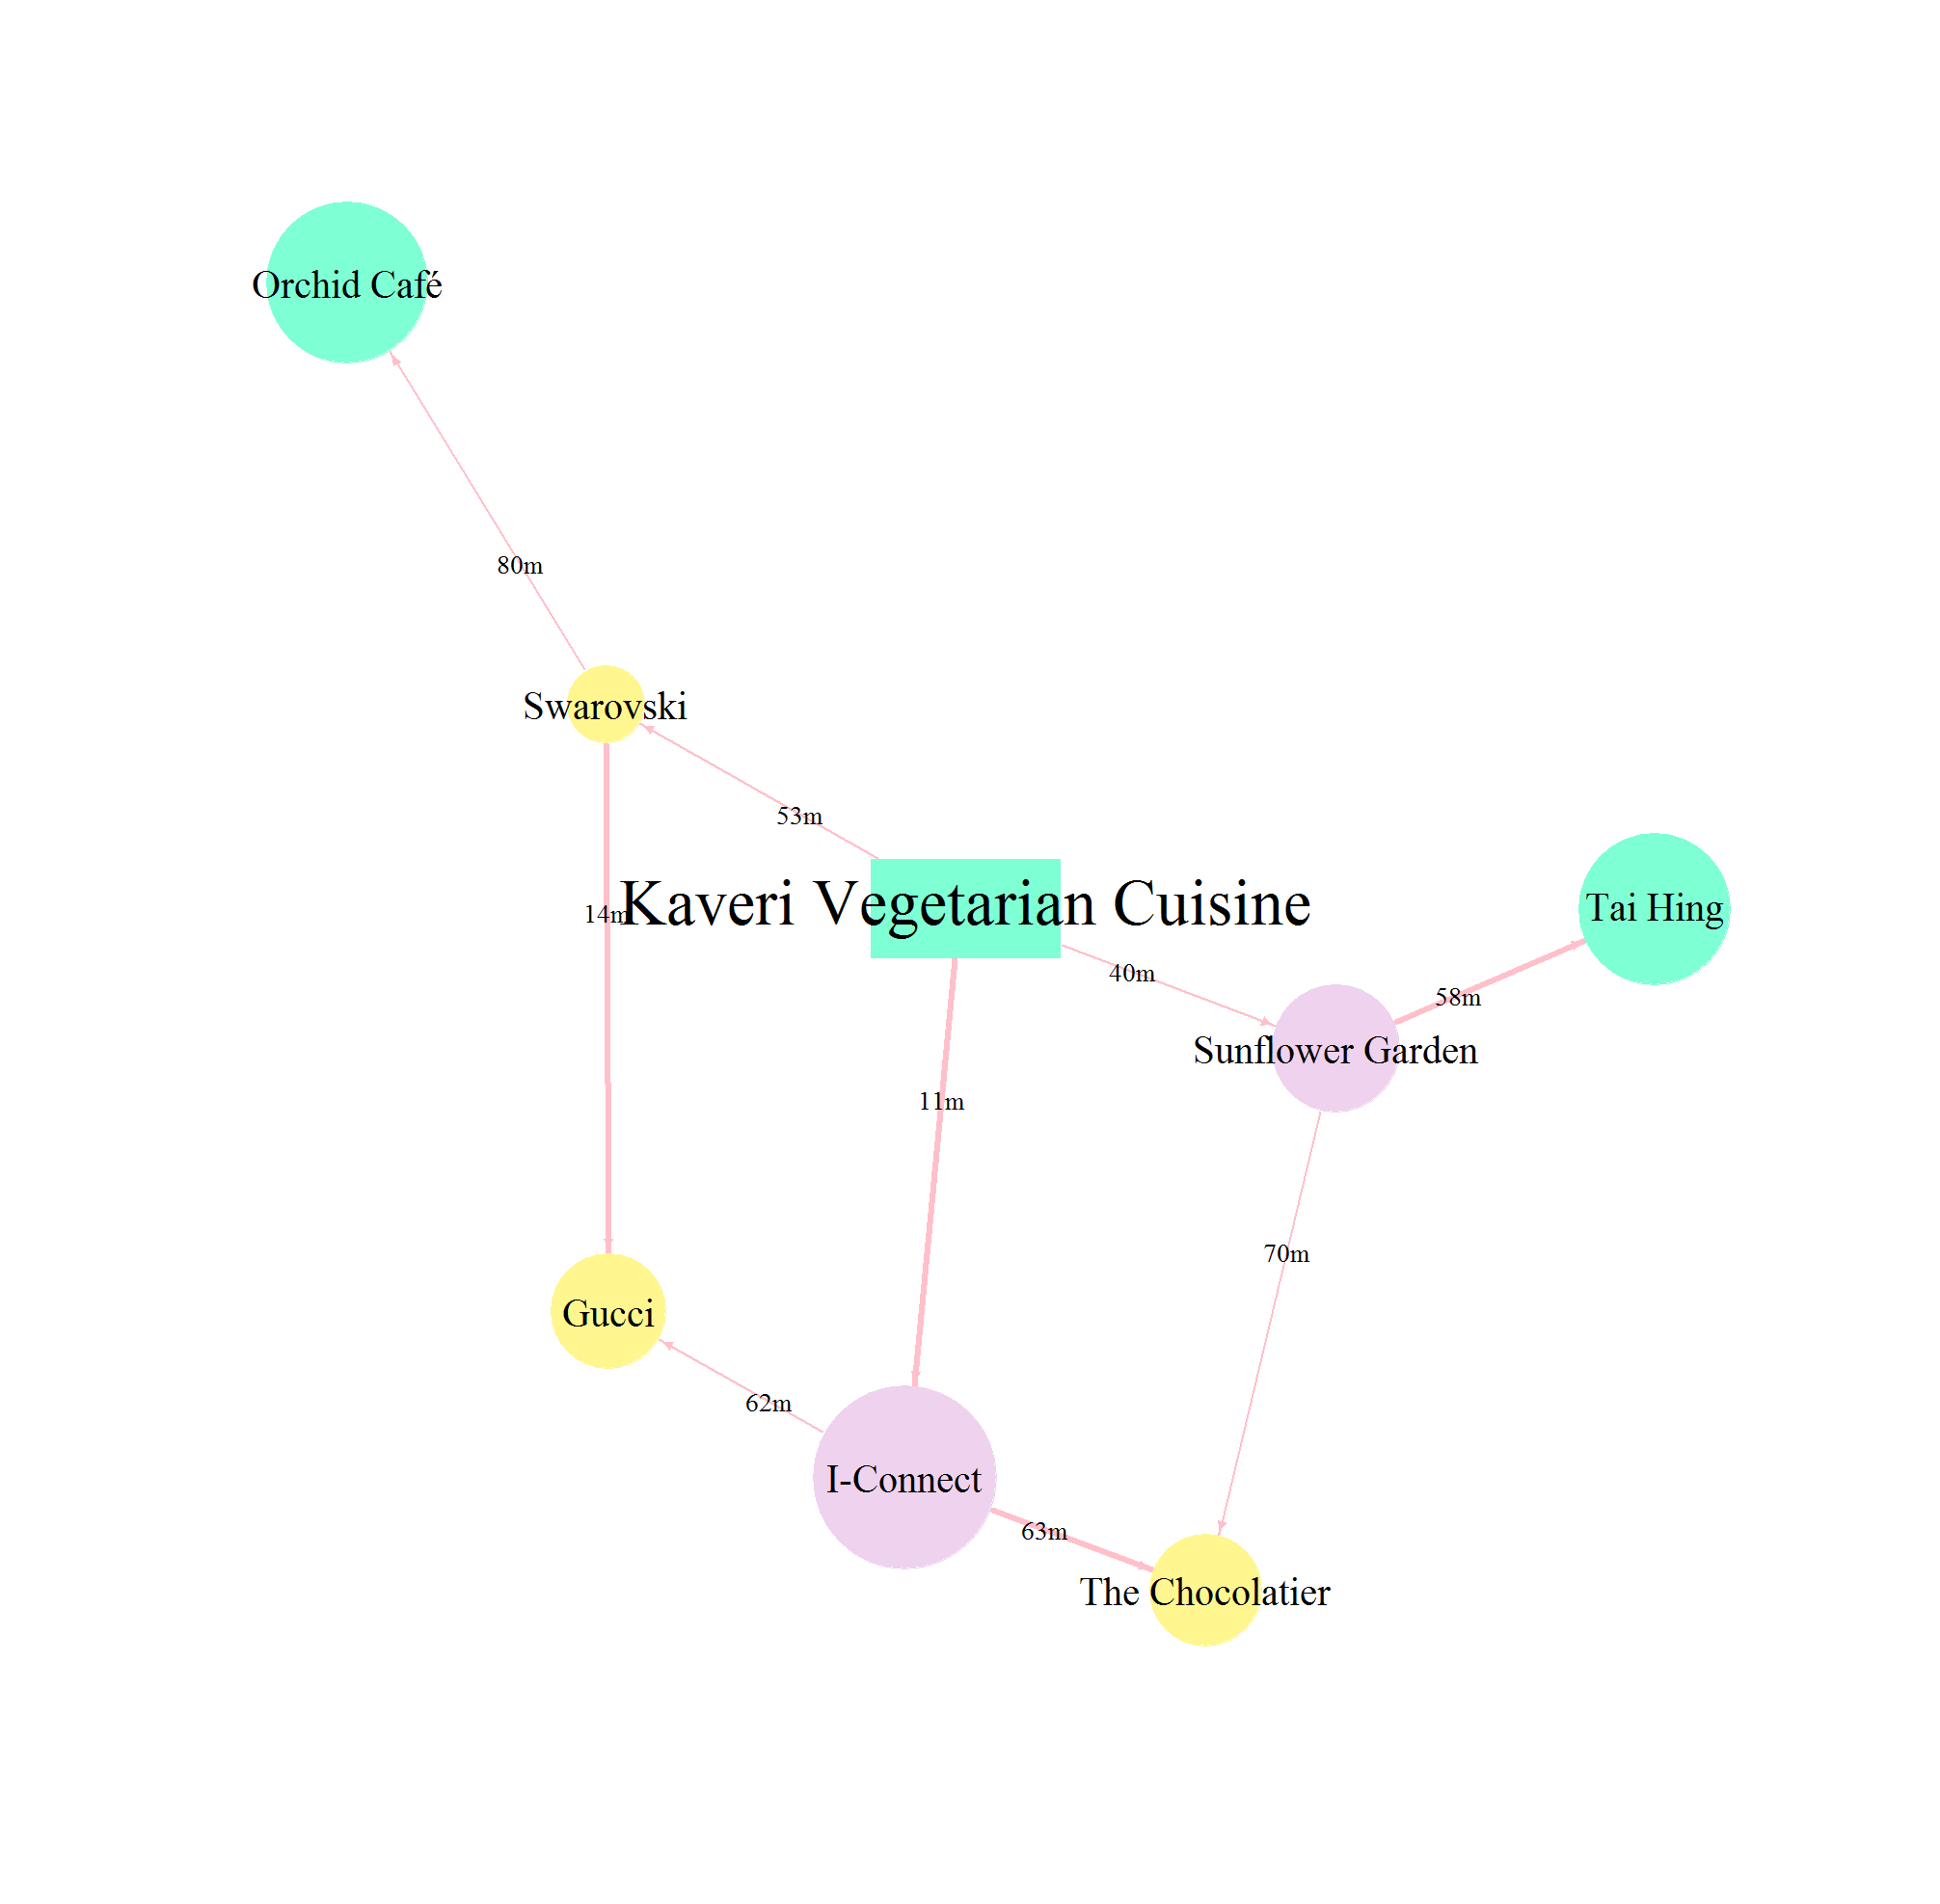 Orchid Café
80m
Swarovski
53m
14m
Kaveri Vegetarian Cuisine
Tai Hing
40m
58m
Sunflower Garden
11m
70m
Gucci
62m
I-Connect
63m
The Chocolatier